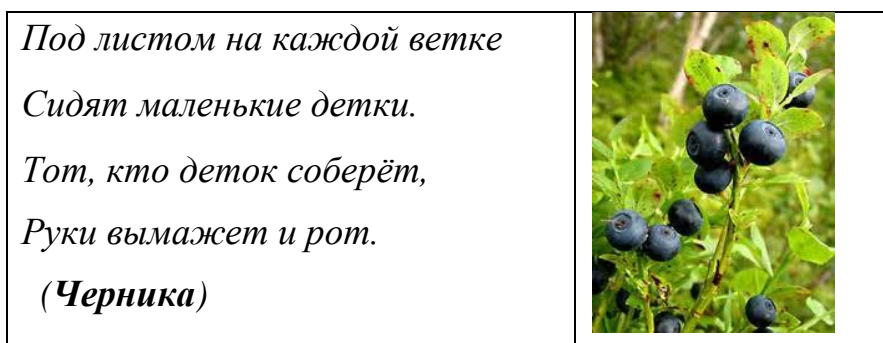 Под листом на каждой ветке
Сидят маленькие детки.
Тот, кто деток соберёт,
Руки вымажет и рот.
(Черника)